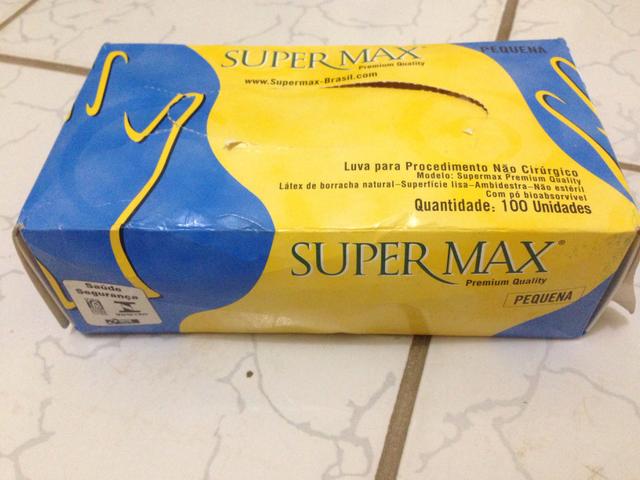 SUPER MAX®
Premium Quality
PEQUENA
www.Supermax-Brasil.com
Luva para Procedimento Não Cirúrgico
Modelo: Supermax Premium Quality
Látex de borracha natural-Superfície lisa-Ambidestra-Não estéril
Com pó bioabsorvível
Quantidade: 100 Unidades
SUPER MAX®
Premium Quality
PEQUENA
Saúde
Segurança